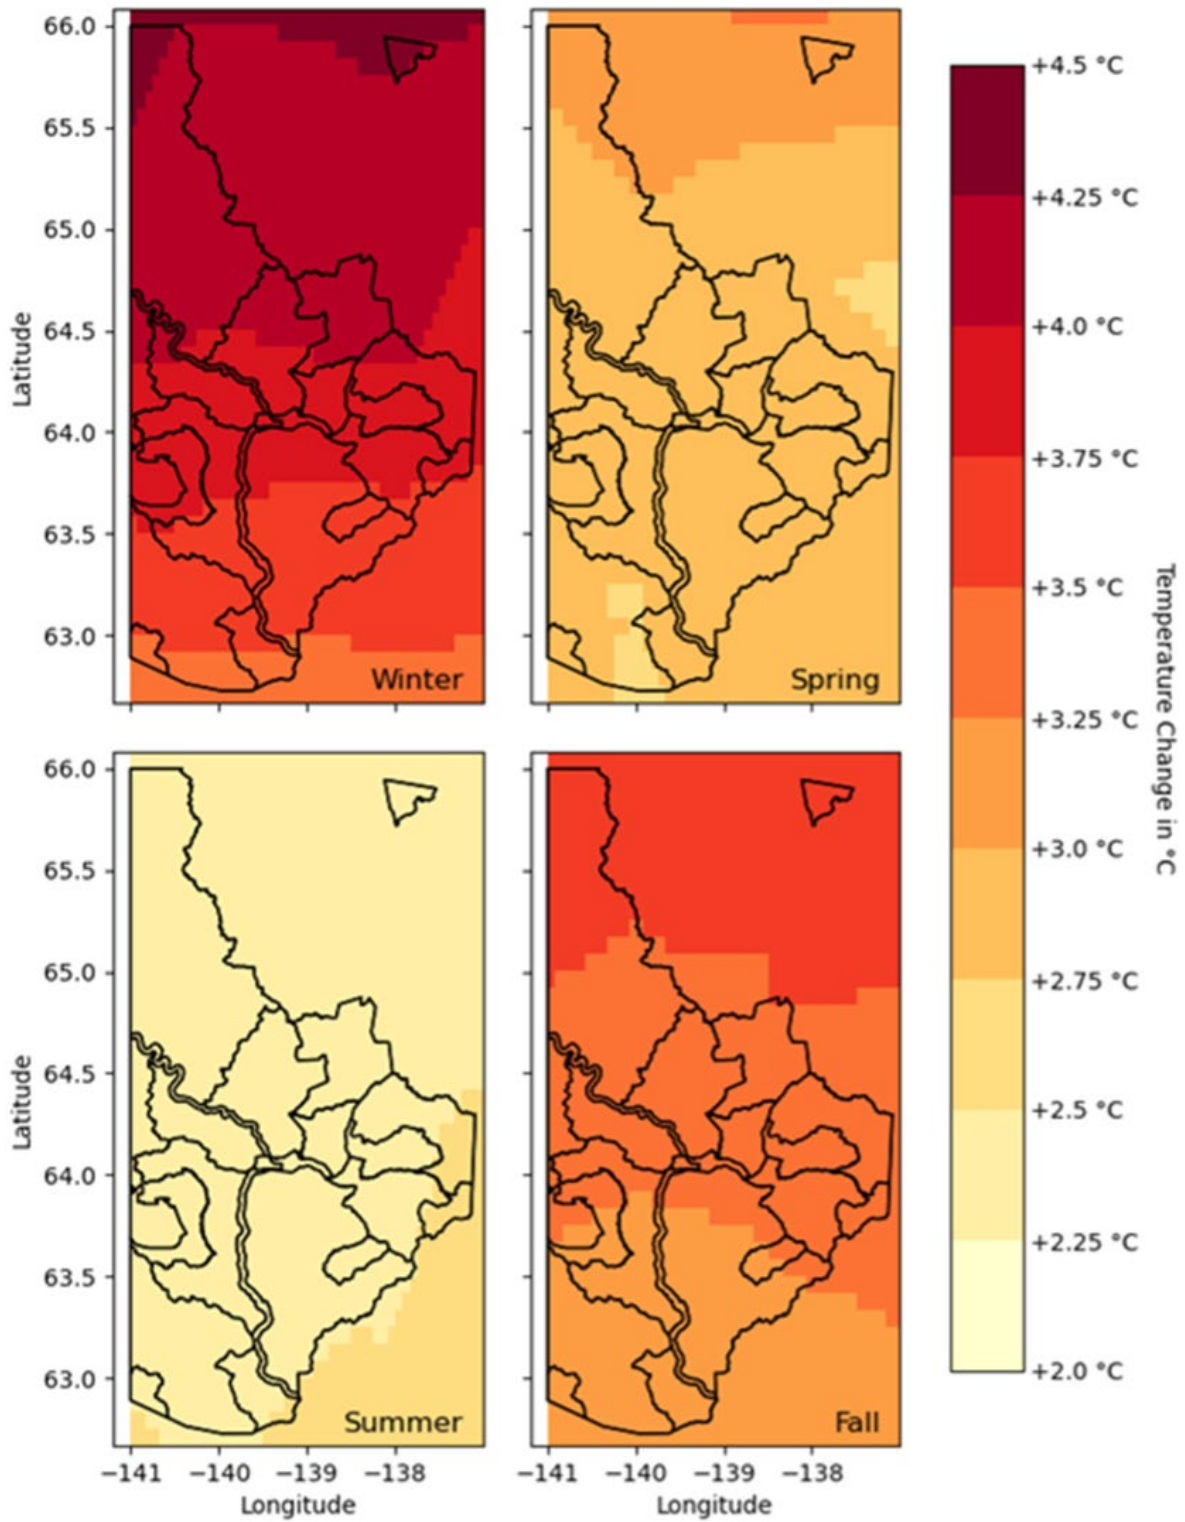 66.0
65.5
65.0
64.5
64.0
63.5
63.0
Latitude
Winter
Spring
66.0
65.5
65.0
64.5
64.0
63.5
63.0
Latitude
Summer
Fall
−141
−140
−139
−138
Longitude
−141
−140
−139
−138
Longitude
+4.5 °C
+4.25 °C
+4.0 °C
+3.75 °C
+3.5 °C
+3.25 °C
+3.0 °C
+2.75 °C
+2.5 °C
+2.25 °C
+2.0 °C
Temperature Change in °C